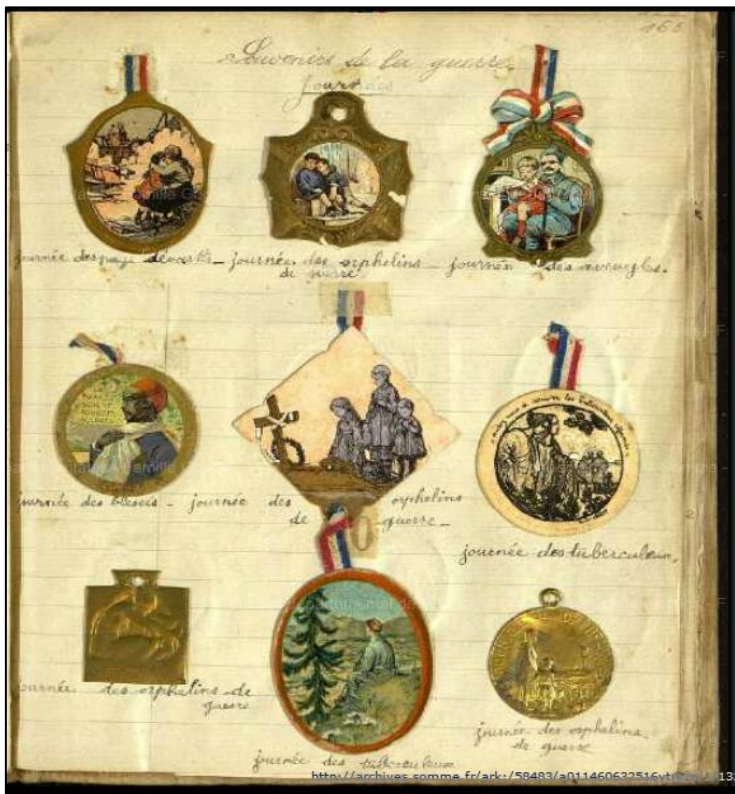 165
Souvenirs de la guerre.
Journées
journée des pays dévastés _ journée des orphelins _ journée des aveugles.
de guerre
journée des blessés _ journée des orphelins
de guerre _
journée des tuberculeux.
journée des orphelins de
guerre
journée des orphelins
de guerre
journée des tuberculeux
http://archives.somme.fr/ark:/58483/a011460632516